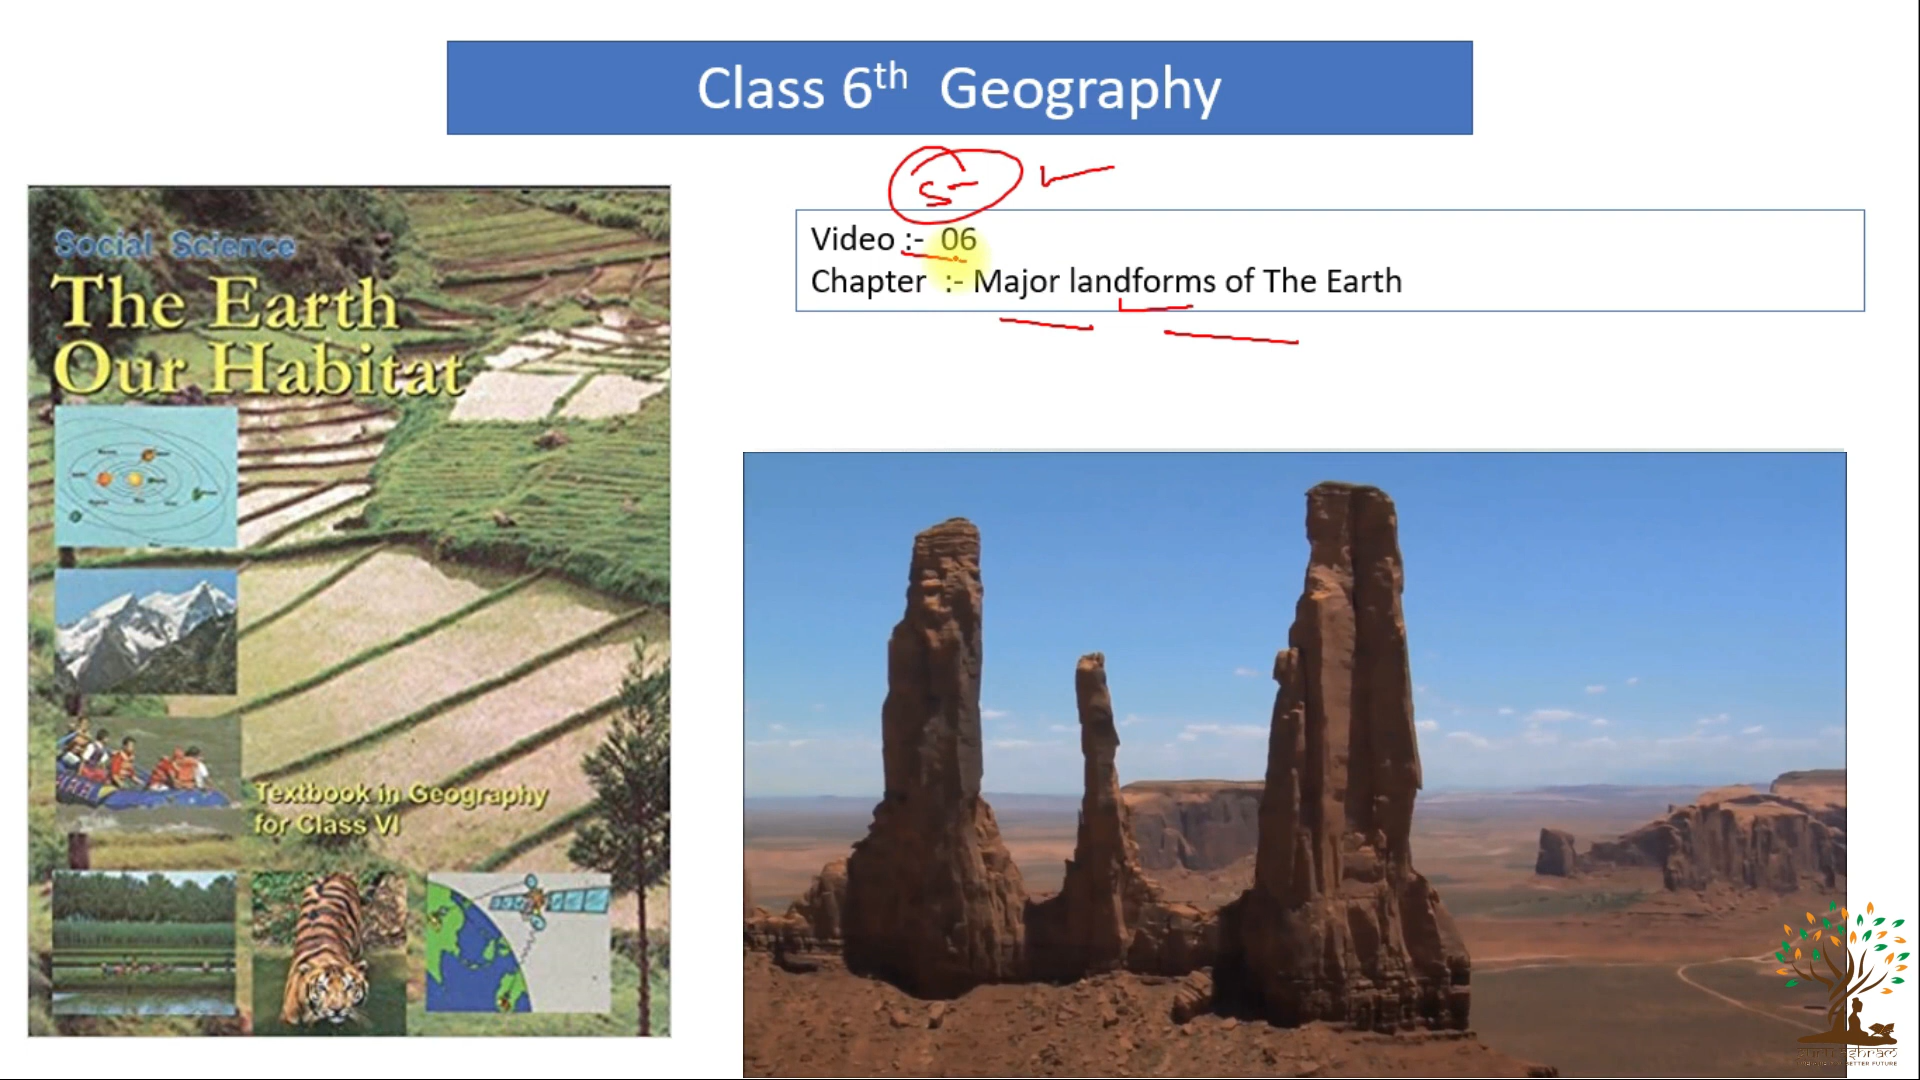 Class 6th Geography
5
Video :- 06
Chapter :- Major landforms of The Earth
Social Science
The Earth
Our Habitat
Textbook in Geography
for Class VI